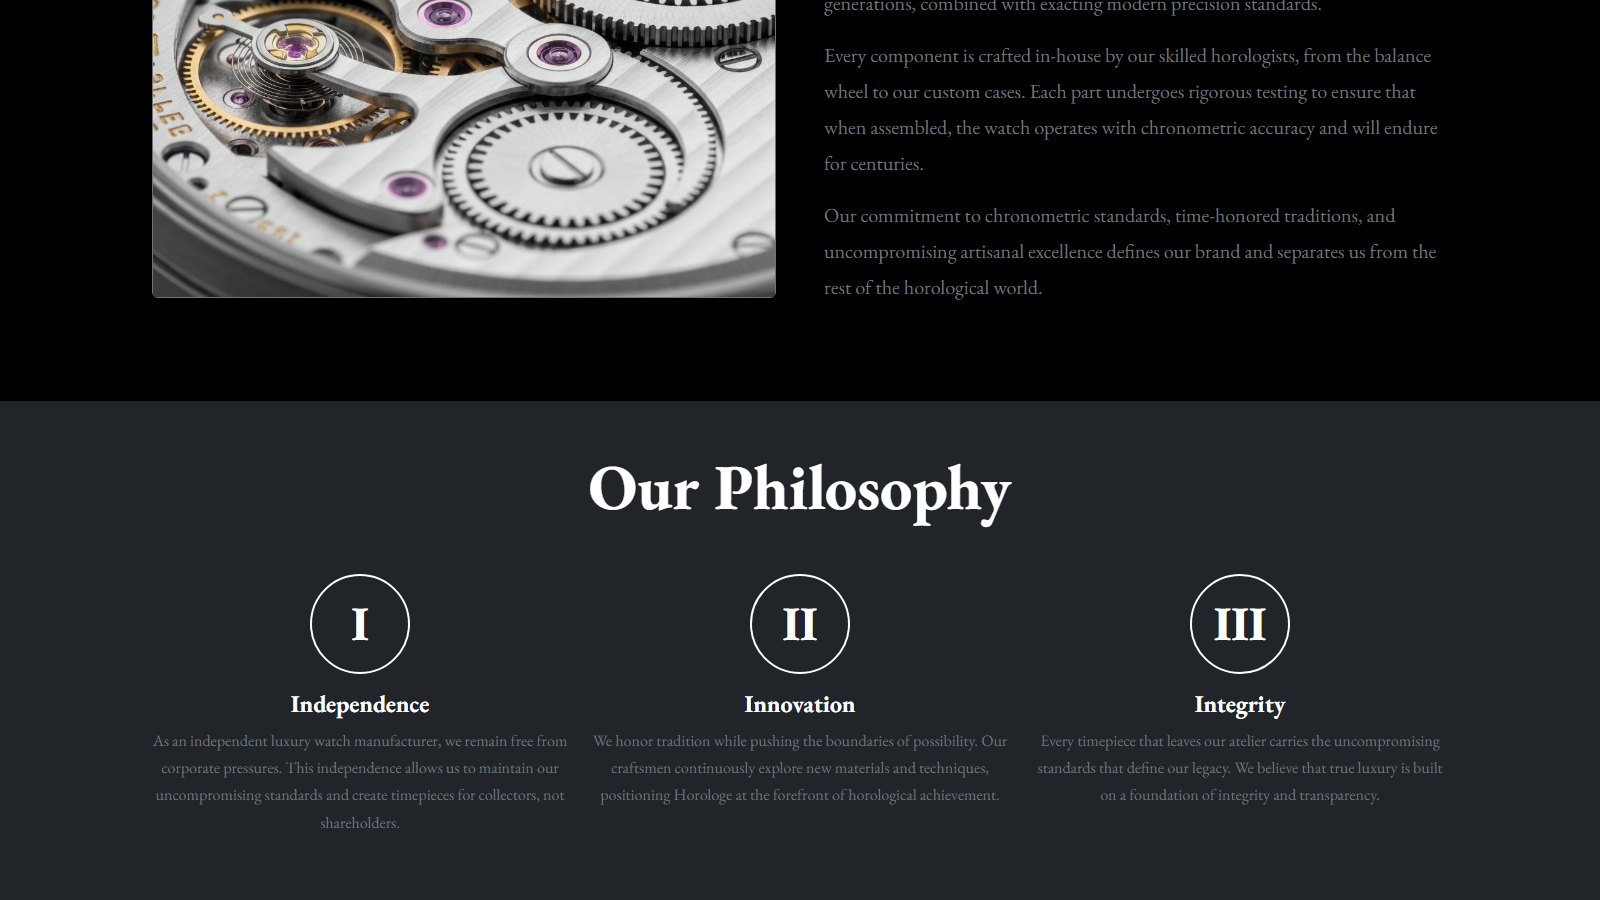 generations, combined with exacting modern precision standards.
Every component is crafted in-house by our skilled horologists, from the balance
wheel to our custom cases. Each part undergoes rigorous testing to ensure that
when assembled, the watch operates with chronometric accuracy and will endure
for centuries.
Our commitment to chronometric standards, time-honored traditions, and
uncompromising artisanal excellence defines our brand and separates us from the
rest of the horological world.
Our Philosophy
I
II
III
Independence
Innovation
Integrity
As an independent luxury watch manufacturer, we remain free from
corporate pressures. This independence allows us to maintain our
uncompromising standards and create timepieces for collectors, not
shareholders.
We honor tradition while pushing the boundaries of possibility. Our
craftsmen continuously explore new materials and techniques,
positioning Horologe at the forefront of horological achievement.
Every timepiece that leaves our atelier carries the uncompromising
standards that define our legacy. We believe that true luxury is built
on a foundation of integrity and transparency.